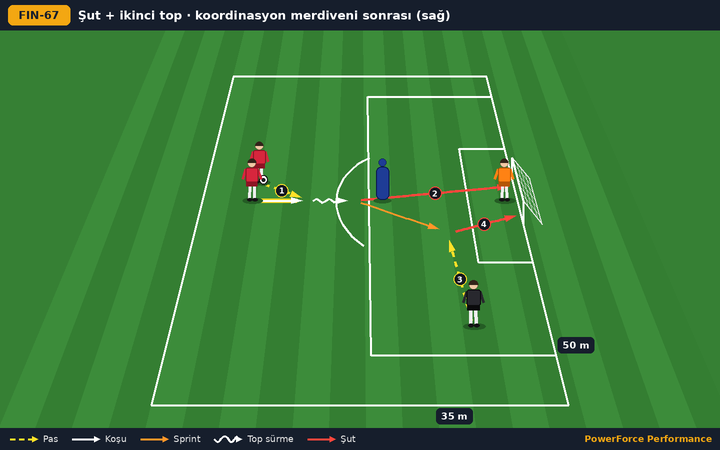 FIN-67
Şut + ikinci top · koordinasyon merdiveni sonrası (sağ)
1
2
4
3
50 m
35 m
Pas
Koşu
Sprint
Top sürme
Şut
PowerForce Performance